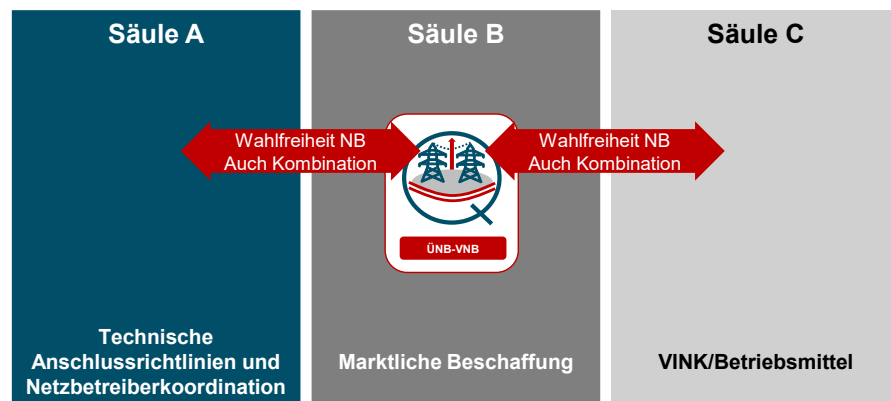 Säule A
Säule B
Säule C
Wahlfreiheit NB
Auch Kombination
Wahlfreiheit NB
Auch Kombination
ÜNB-VNB
Technische
Anschlussrichtlinien und
Netzbetreiberkoordination
Marktliche Beschaffung
VINK/Betriebsmittel